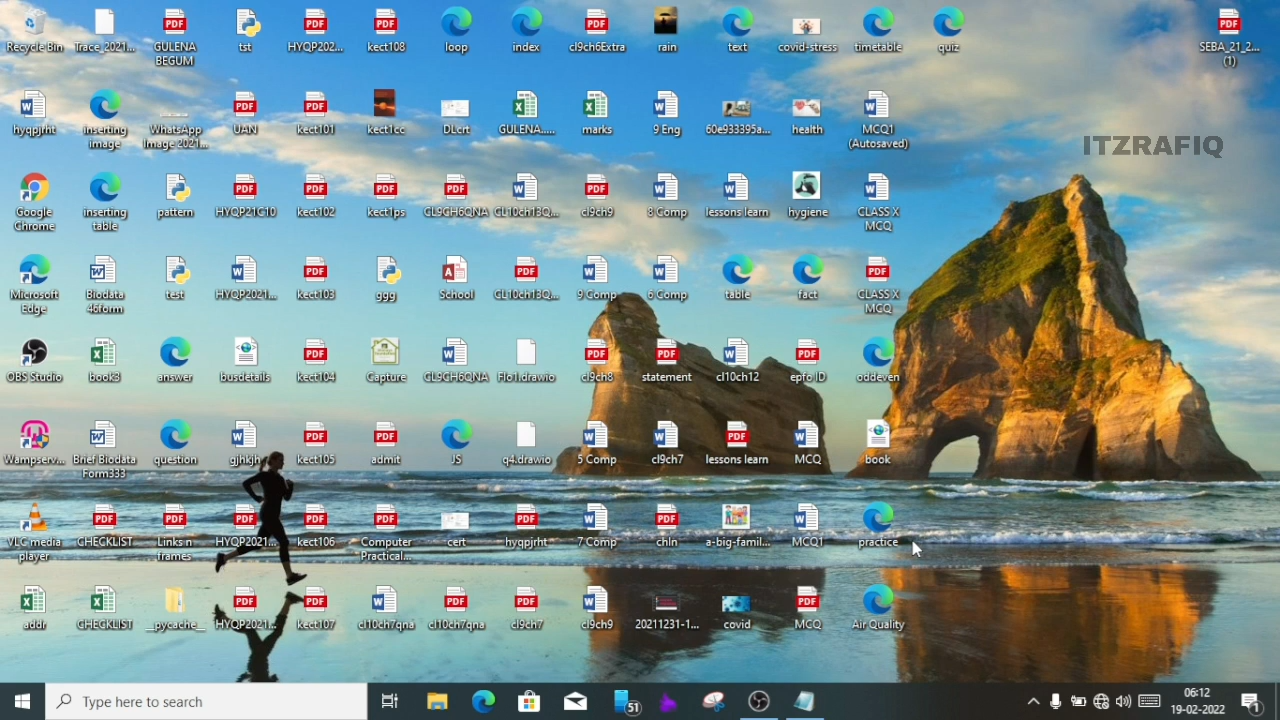 Recycle Bin
Trace_2021...
GULENA
BEGUM
tst
HYQP202...
kect108
loop
index
cl9ch6Extra
rain
text
covid-stress
timetable
quiz
SEBA_21_2...
(1)
hyqpjrht
inserting
image
WhatsApp
Image 2021...
UAN
kect101
kect1cc
DLcrt
GULENA.....
marks
9 Eng
60e933395a...
health
MCQ1
(Autosaved)
ITZRAFIQ
Google
Chrome
inserting
table
pattern
HYQP21C10
kect102
kect1ps
CL9CH6QNA
CL10ch13Q...
cl9ch9
8 Comp
lessons learn
hygiene
CLASS X
MCQ
Microsoft
Edge
Biodata
46form
test
HYQP2021...
kect103
ggg
School
CL10ch13Q...
9 Comp
6 Comp
table
fact
CLASS X
MCQ
OBS Studio
book3
answer
busdetails
kect104
Capture
CL9CH6QNA
Flo1.drawio
cl9ch8
statement
cl10ch12
epfo ID
oddeven
Wampserv...
Brief Biodata
Form333
question
gjhkjh
kect105
admit
JS
q4.drawio
5 Comp
cl9ch7
lessons learn
MCQ
book
VLC media
player
CHECKLIST
Links n
frames
HYQP2021...
kect106
Computer
Practical...
cert
hyqpjrht
7 Comp
chln
a-big-famil...
MCQ1
practice
addr
CHECKLIST
__pycache__
HYQP2021...
kect107
cl10ch7qna
cl10ch7qna
cl9ch7
cl9ch9
20211231-1...
covid
MCQ
Air Quality
Type here to search
51
06:12
19-02-2022
1